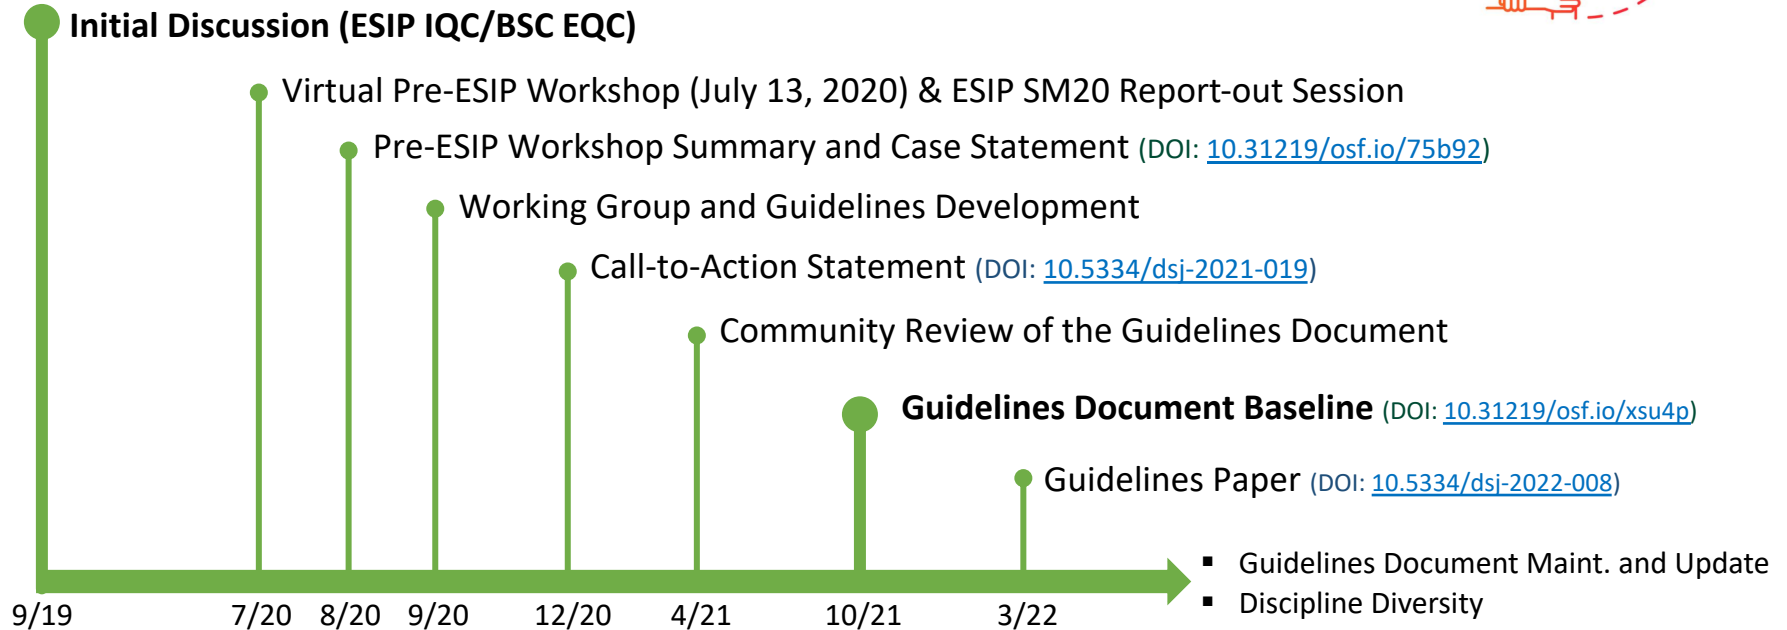 Initial Discussion (ESIP IQC/BSC EQC)
Virtual Pre-ESIP Workshop (July 13, 2020) & ESIP SM20 Report-out Session
Pre-ESIP Workshop Summary and Case Statement (DOI: 10.31219/osf.io/75b92)
Working Group and Guidelines Development
Call-to-Action Statement (DOI: 10.5334/dsj-2021-019)
Community Review of the Guidelines Document
Guidelines Document Baseline (DOI: 10.31219/osf.io/xsu4p)
Guidelines Paper (DOI: 10.5334/dsj-2022-008)
▪ Guidelines Document Maint. and Update
▪ Discipline Diversity
9/19 7/20 8/20 9/20 12/20 4/21 10/21 3/22